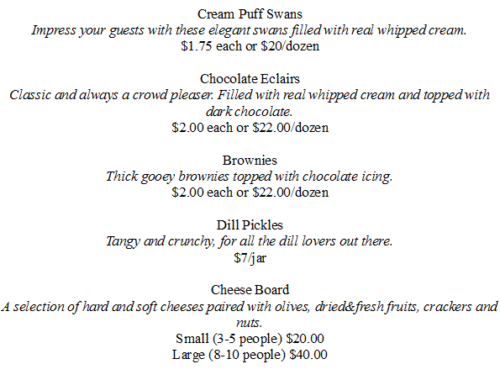 Cream Puff Swans
Impress your guests with these elegant swans filled with real whipped cream.
$1.75 each or $20/dozen
Chocolate Eclairs
Classic and always a crowd pleaser. Filled with real whipped cream and topped with
dark chocolate.
$2.00 each or $22.00/dozen
Brownies
Thick gooey brownies topped with chocolate icing.
$2.00 each or $22.00/dozen
Dill Pickles
Tangy and crunchy, for all the dill lovers out there.
$7/jar
Cheese Board
A selection of hard and soft cheeses paired with olives, dried&fresh fruits, crackers and
nuts.
Small (3-5 people) $20.00
Large (8-10 people) $40.00